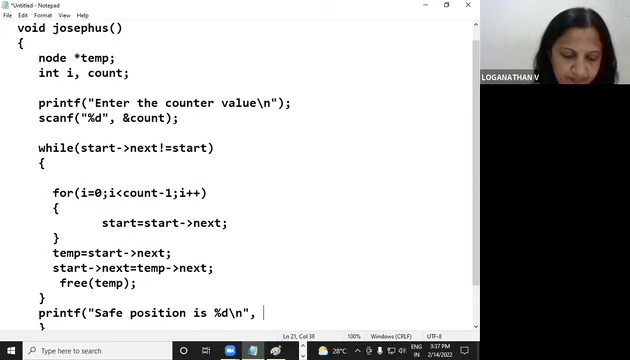 *Untitled - Notepad
File Edit Format View Help
void josephus()
{
node *temp;
int i, count;
printf("Enter the counter value\n");
scanf("%d", &count);
while(start->next!=start)
{
for(i=0;i<count-1;i++)
{
start=start->next;
}
temp=start->next;
start->next=temp->next;
free(temp);
}
printf("Safe position is %d\n",
}
Ln 21, Col 38 100% Windows (CRLF) UTF-8
LOGANATHAN V
Type here to search
28°C
ENG
IN
3:37 PM
2/14/2022